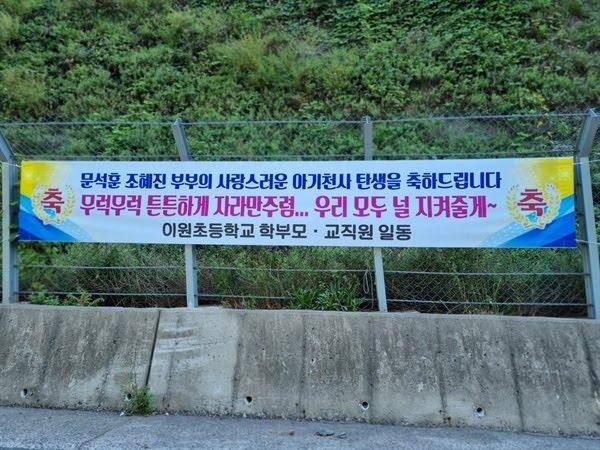 문석훈 조혜진 부부의 사랑스러운 아기천사 탄생을 축하드립니다
축 무럭무럭 튼튼하게 자라만주렴... 우리 모두 널 지켜줄게~ 축
이원초등학교 학부모 · 교직원 일동